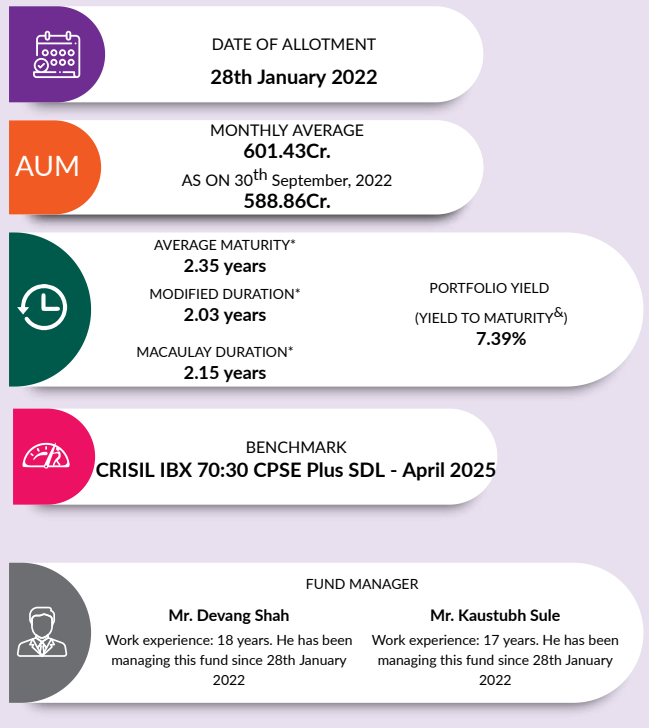 DATE OF ALLOTMENT
28th January 2022
AUM
MONTHLY AVERAGE
601.43Cr.
AS ON 30th September, 2022
588.86Cr.
AVERAGE MATURITY*
2.35 years
MODIFIED DURATION*
2.03 years
MACAULAY DURATION*
2.15 years
PORTFOLIO YIELD
(YIELD TO MATURITY&)
7.39%
BENCHMARK
CRISIL IBX 70:30 CPSE Plus SDL - April 2025
FUND MANAGER
Mr. Devang Shah
Work experience: 18 years. He has been
managing this fund since 28th January
2022
Mr. Kaustubh Sule
Work experience: 17 years. He has been
managing this fund since 28th January
2022